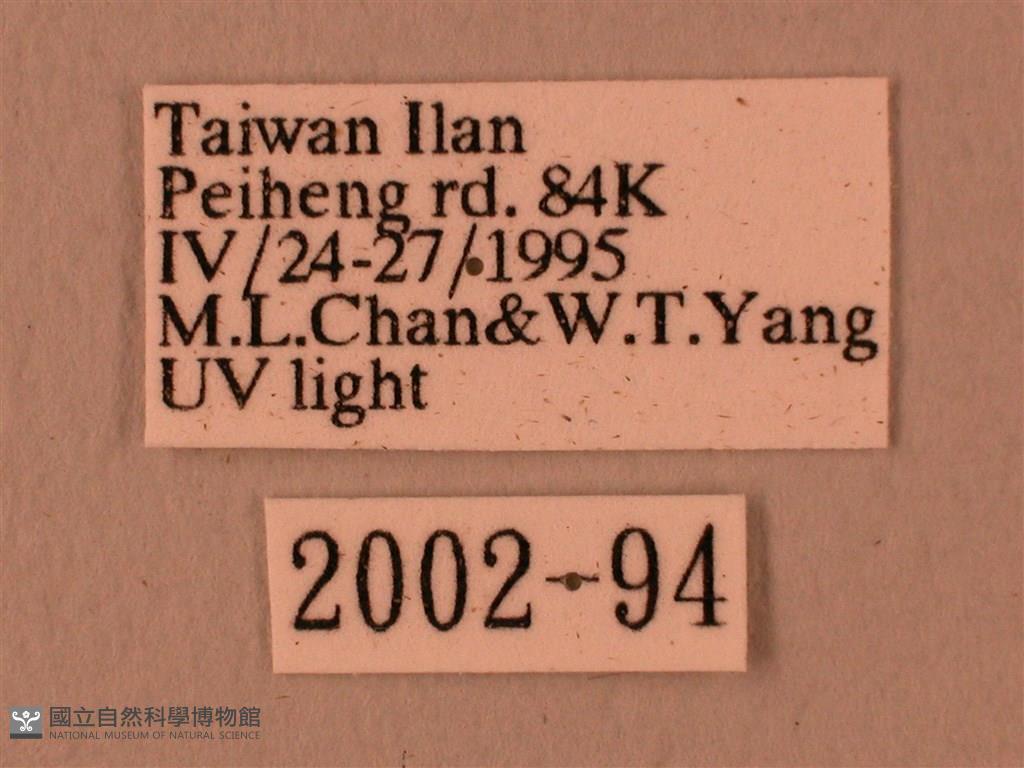 Taiwan Ilan
Peiheng rd. 84K
IV/24-27/1995
M.L.Chan&W.T.Yang
UV light
2002-94
國立自然科學博物館
NATIONAL MUSEUM OF NATURAL SCIENCE